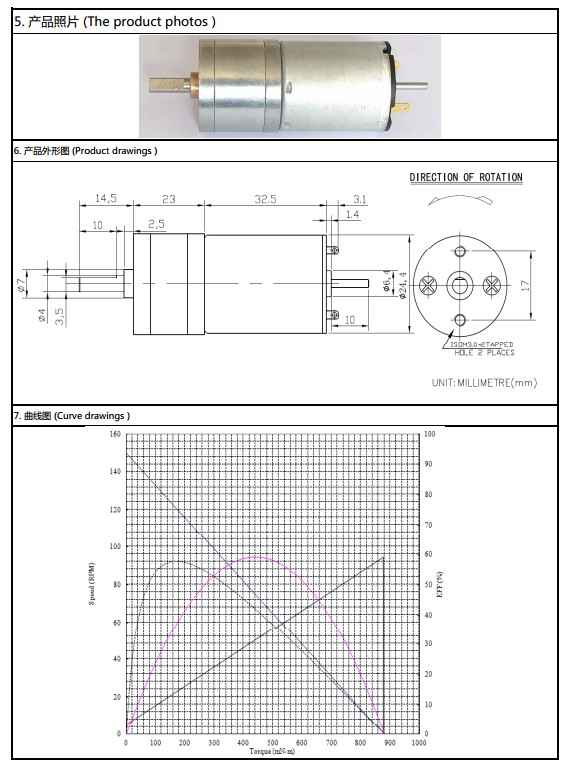 5. 产品照片 (The product photos )
6. 产品外形图 (Product drawings )
DIRECTION OF ROTATION
14,5
23
32.5
3.1
1.4
10
2,5
Ø7
Ø4
3,5
Ø6,4
Ø24,4
10
17
ISOM3.0×2TAPPED
HOLE 2 PLACES
UNIT:MILLIMETRE(mm)
7. 曲线图 (Curve drawings )
160
140
120
100
80
60
40
20
0
Speed (RPM)
100
90
80
70
60
50
40
30
20
10
0
EFF (%)
0 100 200 300 400 500 600 700 800 900 1000
Torque (mN-m)